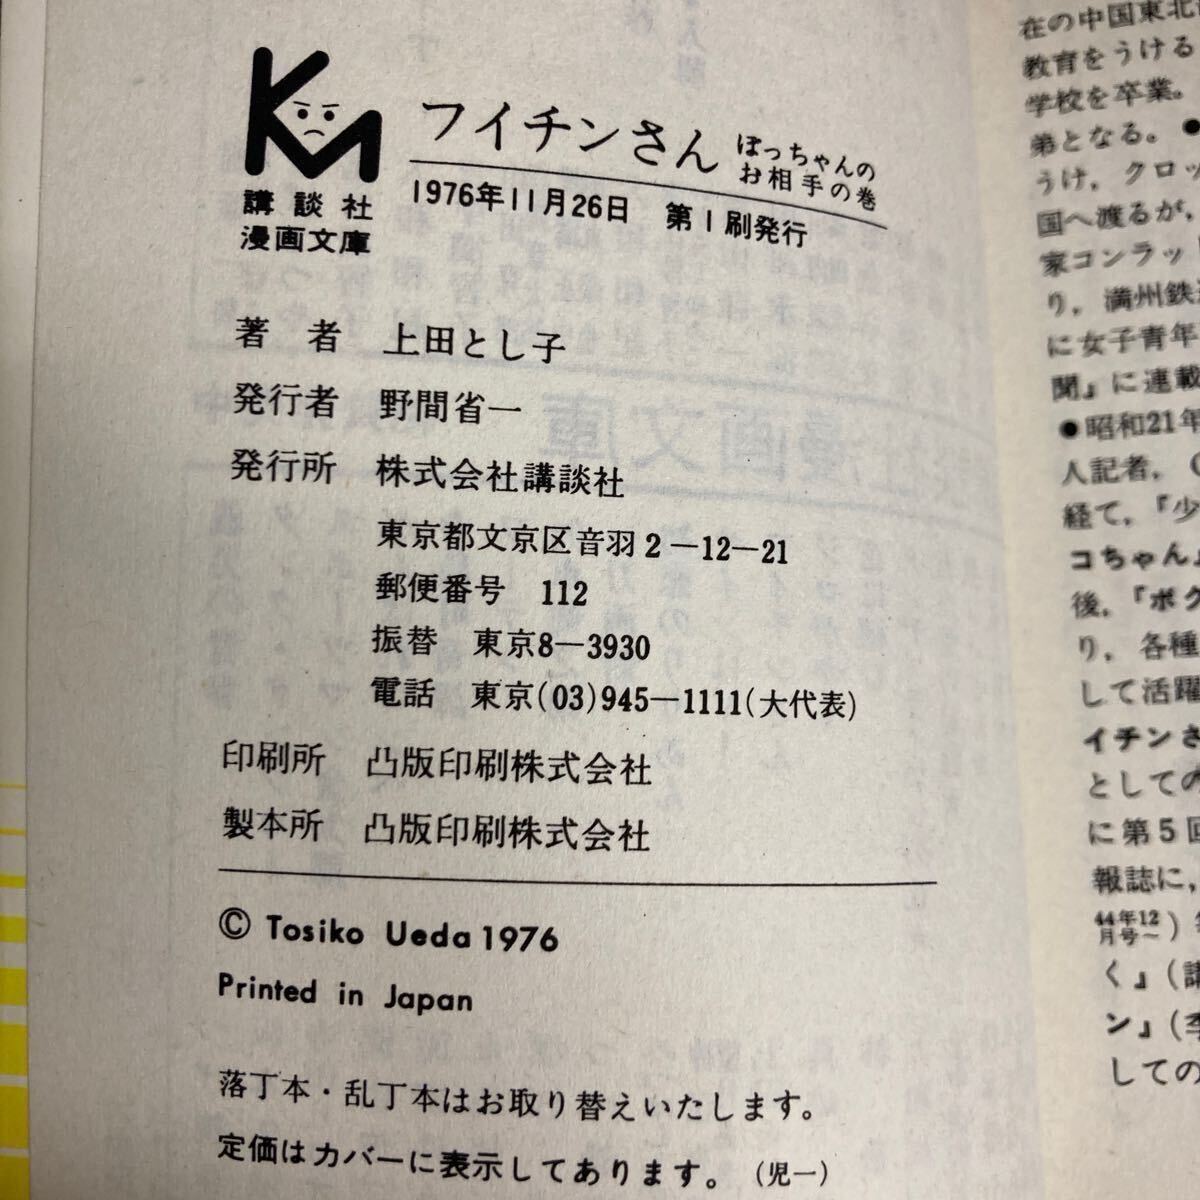 KM
講談社
漫画文庫
フイチンさん
ぼっちゃんの
お相手の巻
1976年11月26日 第1刷発行
著者 上田とし子
発行者 野間省一
発行所 株式会社講談社
東京都文京区音羽2―12―21
郵便番号 112
振替 東京8―3930
電話 東京(03)945―1111(大代表)
印刷所 凸版印刷株式会社
製本所 凸版印刷株式会社
© Tosiko Ueda 1976
Printed in Japan
落丁本・乱丁本はお取り替えいたします。
定価はカバーに表示してあります。 (児一)
在の中国東北
教育をうける
学校を卒業。
弟となる。●
うけ，クロッ
国へ渡るが，
家コンラッ
り，満州鉄
に女子青年
聞』に連載
●昭和21年
人記者，（
経て，『少
コちゃん』
後，『ボク
り，各種
して活躍
イチンさ
としての
に第5回
報誌に，
44年12
月号〜)
く』(講
ン』(李
しての